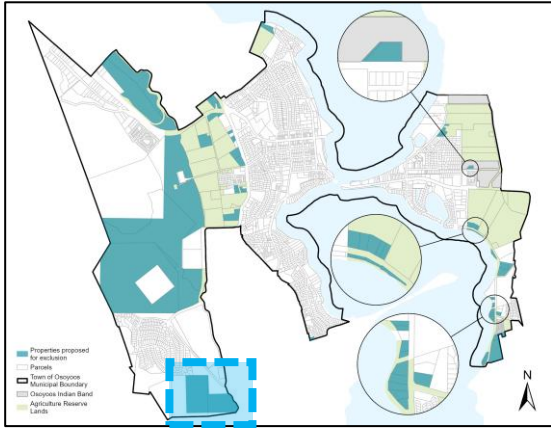 N
Properties proposed
for exclusion
Parcels
Town of Osoyoos
Municipal Boundary
Osoyoos Indian Band
Agriculture Reserve
Lands